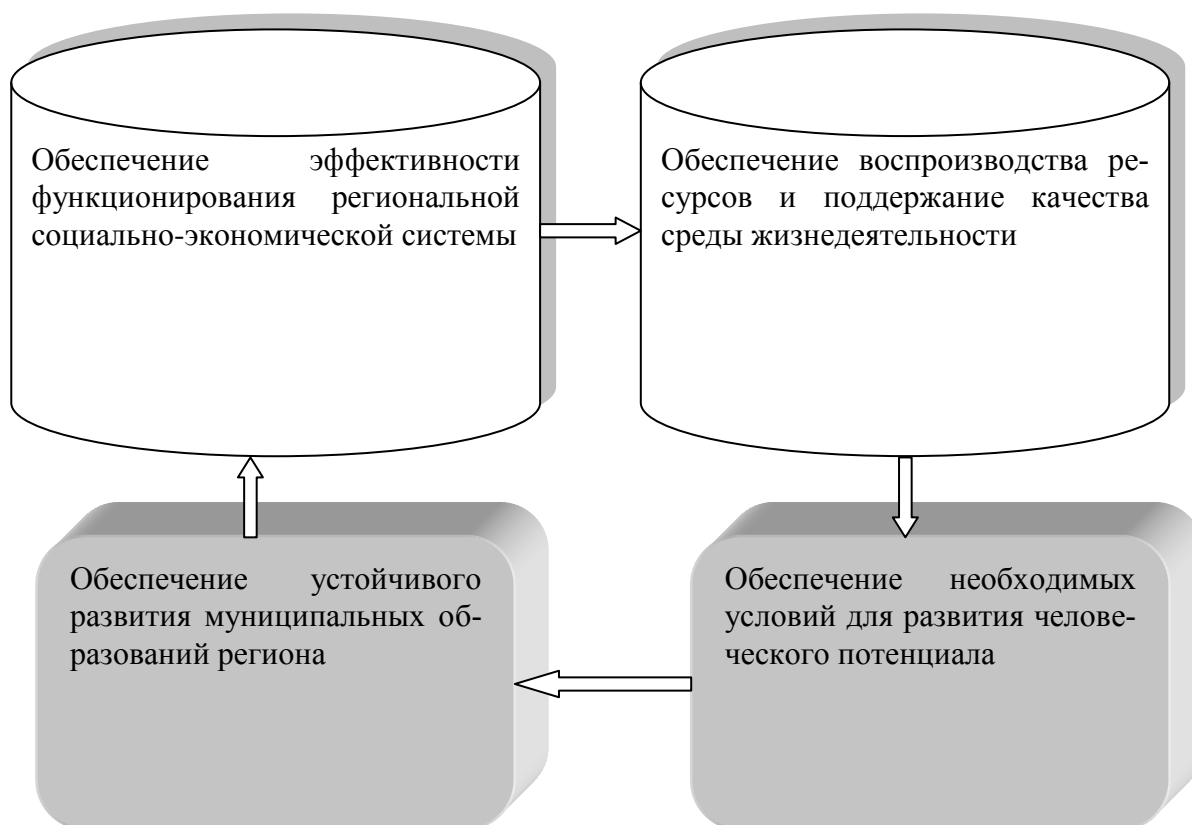 Обеспечение эффективности
функционирования региональной
социально-экономической системы
Обеспечение воспроизводства ре-
сурсов и поддержание качества
среды жизнедеятельности
Обеспечение устойчивого
развития муниципальных об-
разований региона
Обеспечение необходимых
условий для развития челове-
ческого потенциала